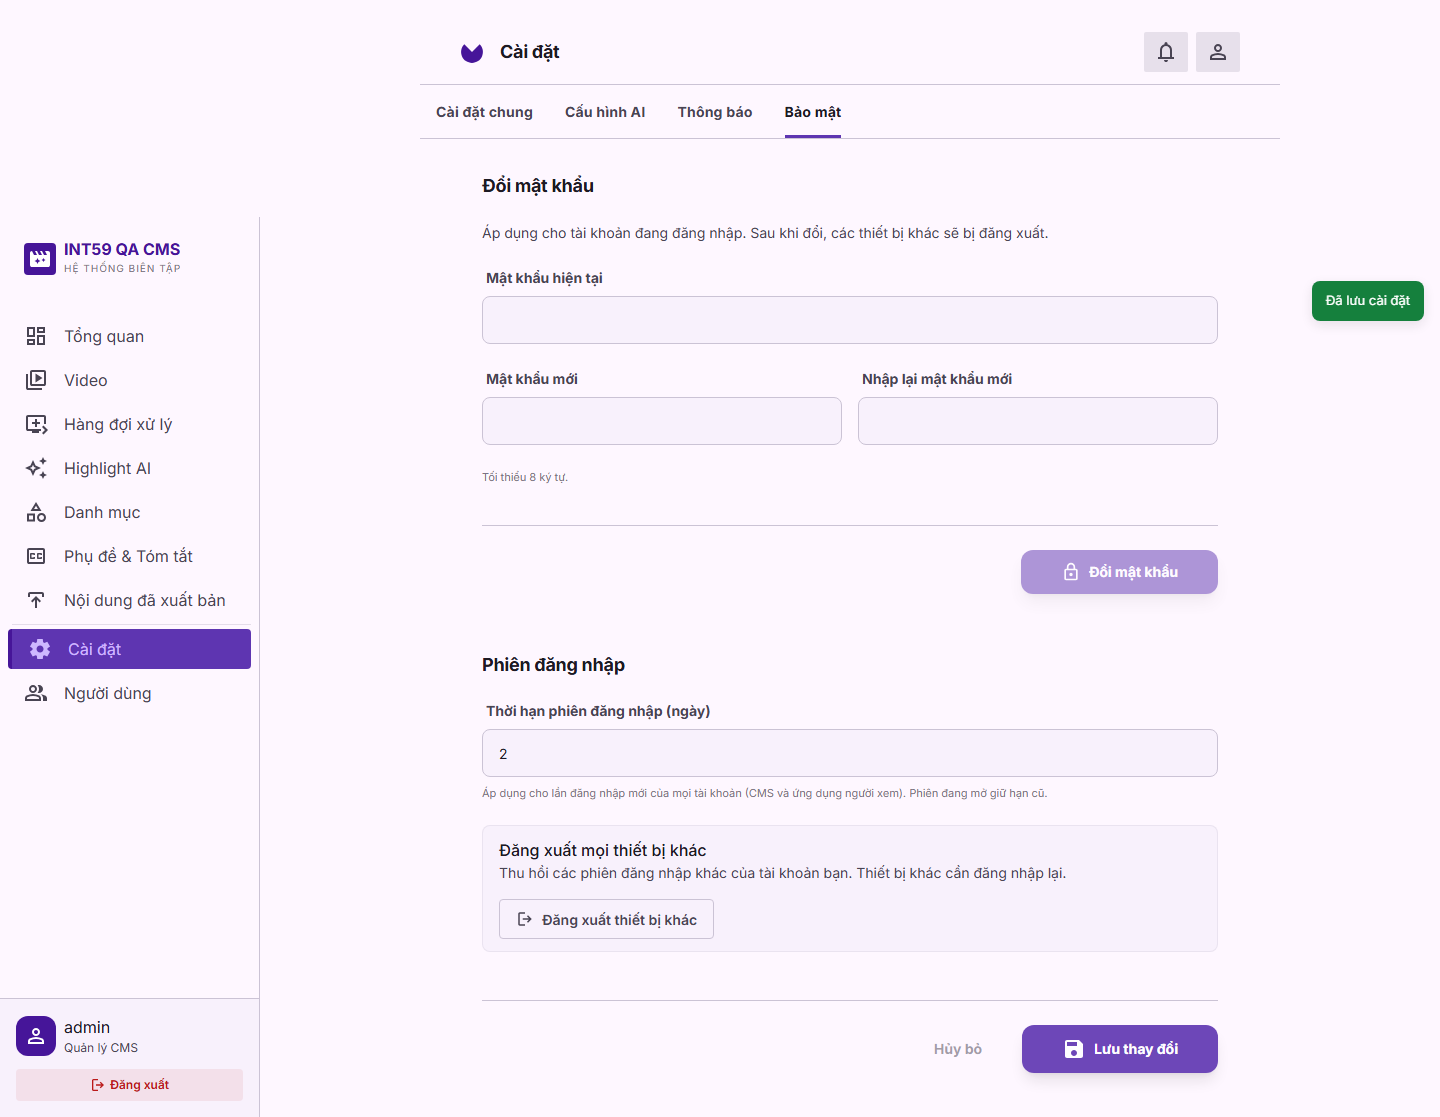 Cài đặt
Cài đặt chung
Cấu hình AI
Thông báo
Bảo mật
Đổi mật khẩu
Áp dụng cho tài khoản đang đăng nhập. Sau khi đổi, các thiết bị khác sẽ bị đăng xuất.
Mật khẩu hiện tại
Mật khẩu mới
Nhập lại mật khẩu mới
Tối thiểu 8 ký tự.
Đổi mật khẩu
Phiên đăng nhập
Thời hạn phiên đăng nhập (ngày)
2
Áp dụng cho lần đăng nhập mới của mọi tài khoản (CMS và ứng dụng người xem). Phiên đang mở giữ hạn cũ.
Đăng xuất mọi thiết bị khác
Thu hồi các phiên đăng nhập khác của tài khoản bạn. Thiết bị khác cần đăng nhập lại.
Đăng xuất thiết bị khác
Hủy bỏ
Lưu thay đổi
Đã lưu cài đặt
INT59 QA CMS
HỆ THỐNG BIÊN TẬP
Tổng quan
Video
Hàng đợi xử lý
Highlight AI
Danh mục
Phụ đề & Tóm tắt
Nội dung đã xuất bản
Cài đặt
Người dùng
admin
Quản lý CMS
Đăng xuất